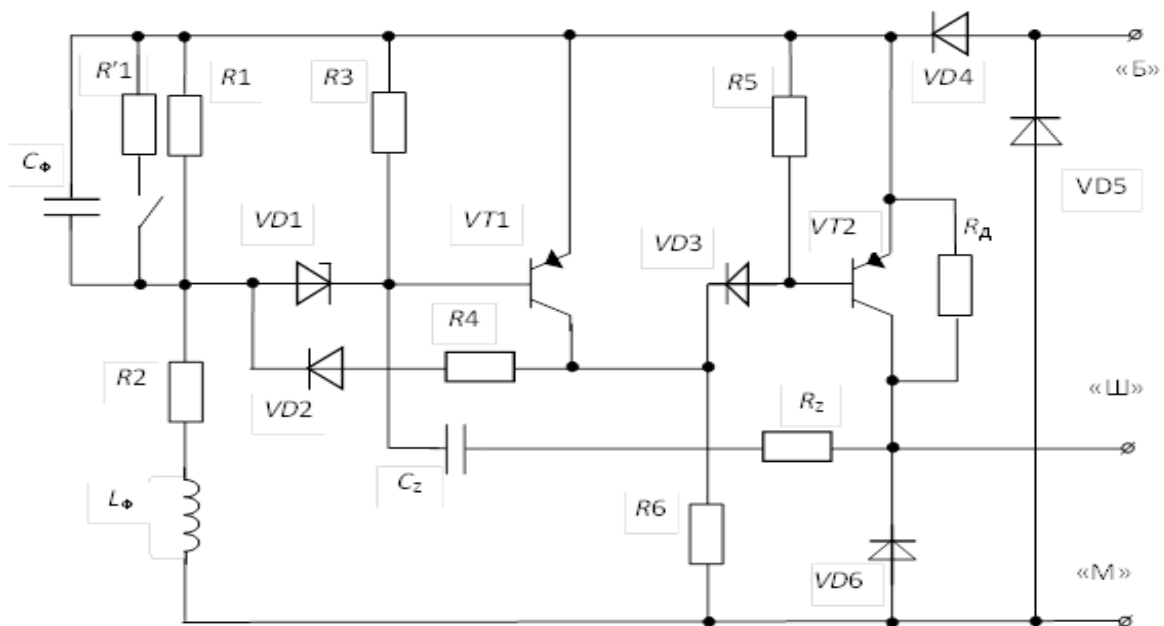 R'1
R1
R3
R5
VD4
«Б»
Cф
VD1
VT1
VD3
VT2
Rд
VD5
R4
R2
VD2
Rz
«Ш»
Cz
Lф
R6
VD6
«М»